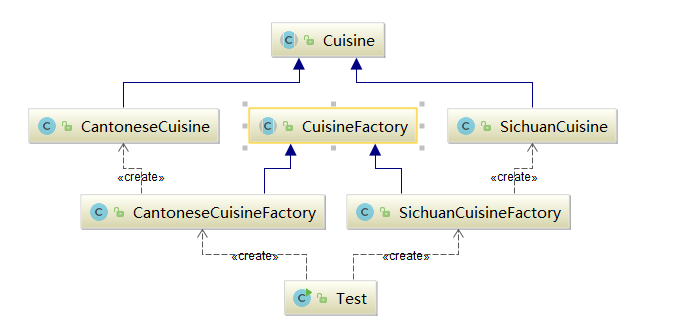 Cuisine
CantoneseCuisine
CuisineFactory
SichuanCuisine
«create»
«create»
CantoneseCuisineFactory
SichuanCuisineFactory
«create»
«create»
Test